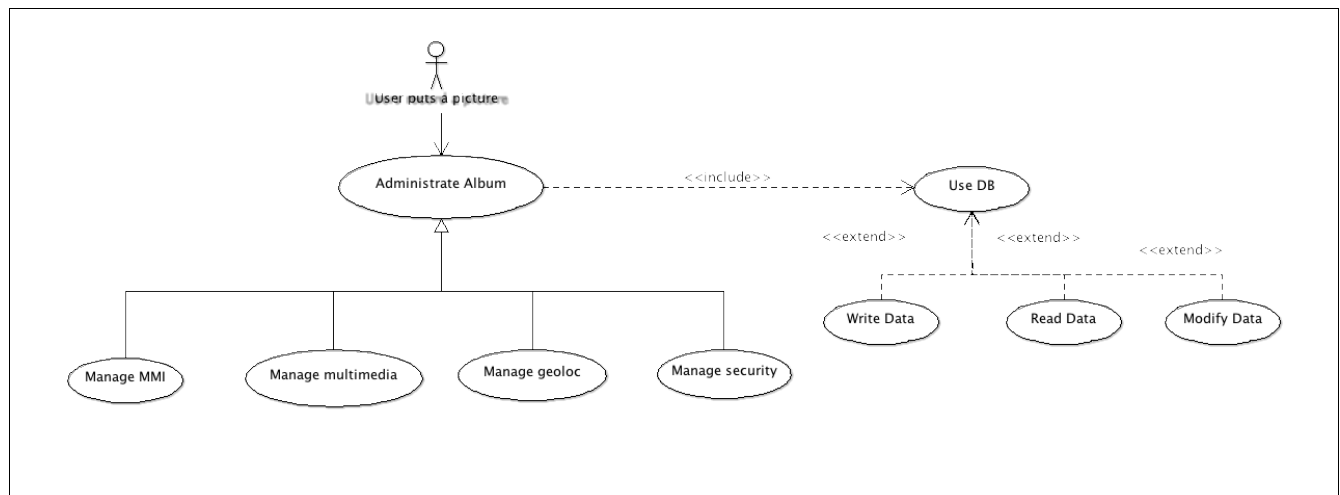 User puts a picture
Administrate Album
<<include>>
Use DB
<<extend>>
<<extend>>
<<extend>>
Write Data
Read Data
Modify Data
Manage MMI
Manage multimedia
Manage geoloc
Manage security